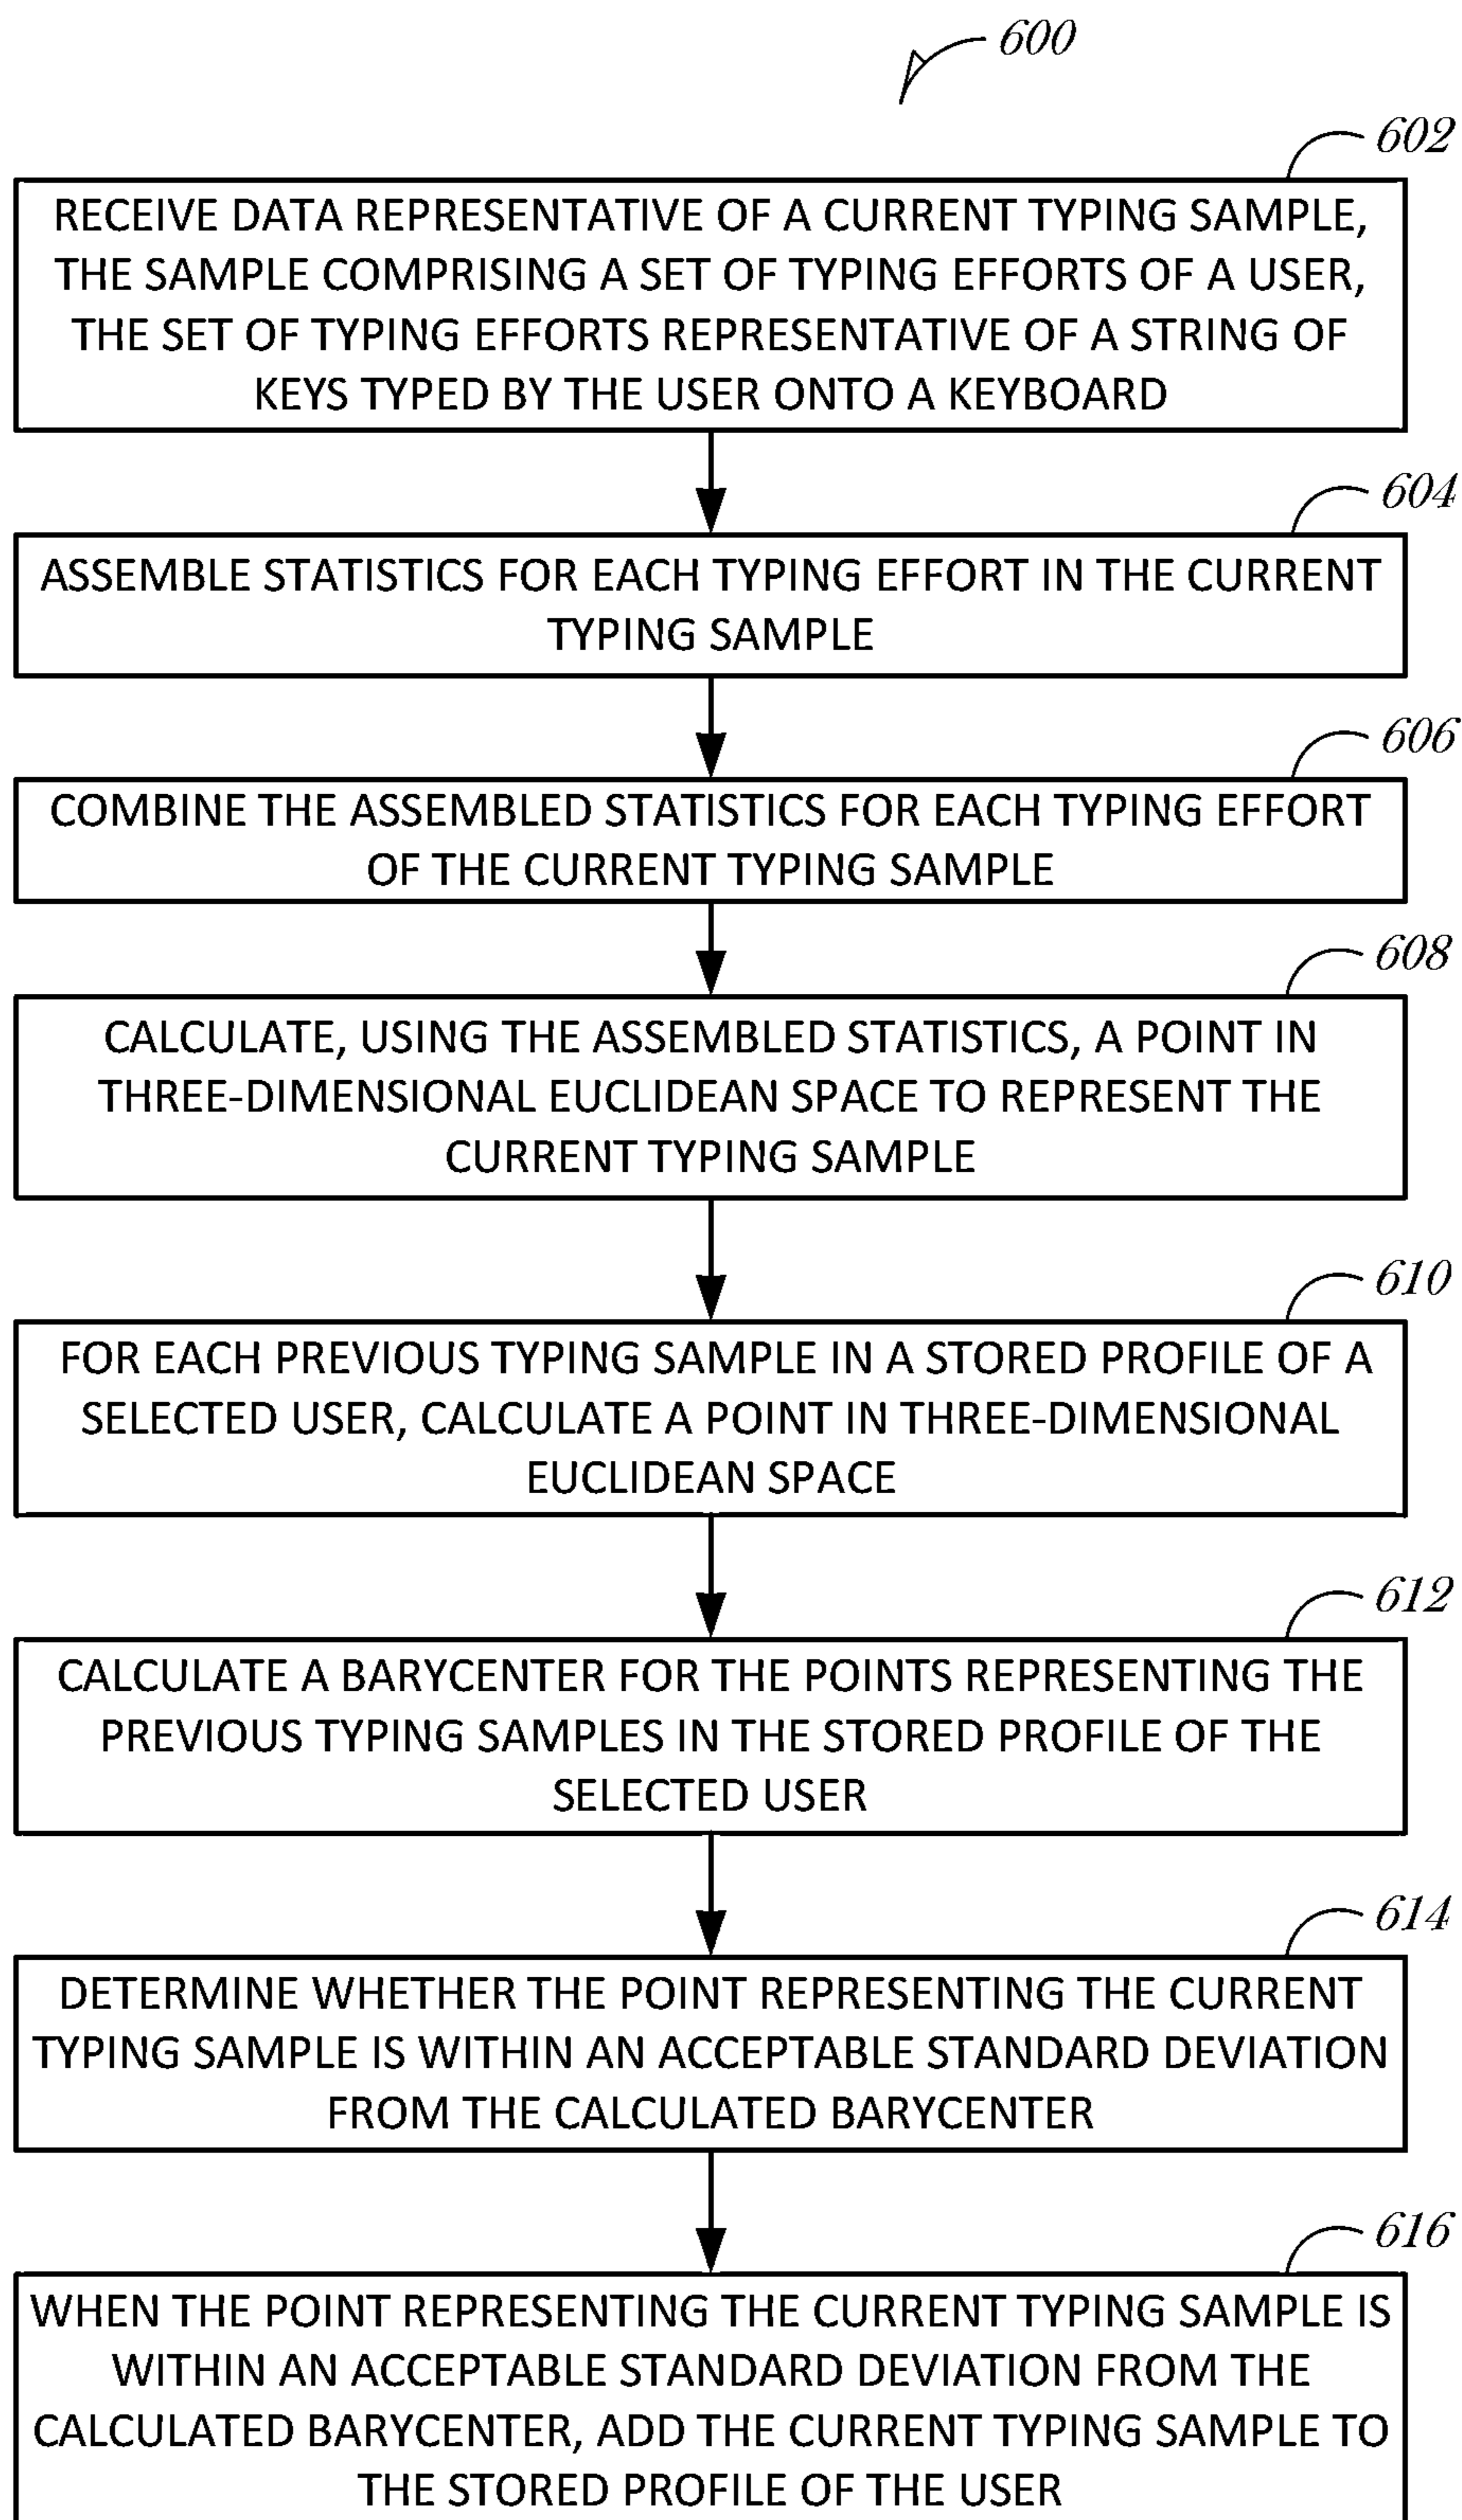 600
602
RECEIVE DATA REPRESENTATIVE OF A CURRENT TYPING SAMPLE,
THE SAMPLE COMPRISING A SET OF TYPING EFFORTS OF A USER,
THE SET OF TYPING EFFORTS REPRESENTATIVE OF A STRING OF
KEYS TYPED BY THE USER ONTO A KEYBOARD
604
ASSEMBLE STATISTICS FOR EACH TYPING EFFORT IN THE CURRENT
TYPING SAMPLE
606
COMBINE THE ASSEMBLED STATISTICS FOR EACH TYPING EFFORT
OF THE CURRENT TYPING SAMPLE
608
CALCULATE, USING THE ASSEMBLED STATISTICS, A POINT IN
THREE-DIMENSIONAL EUCLIDEAN SPACE TO REPRESENT THE
CURRENT TYPING SAMPLE
610
FOR EACH PREVIOUS TYPING SAMPLE IN A STORED PROFILE OF A
SELECTED USER, CALCULATE A POINT IN THREE-DIMENSIONAL
EUCLIDEAN SPACE
612
CALCULATE A BARYCENTER FOR THE POINTS REPRESENTING THE
PREVIOUS TYPING SAMPLES IN THE STORED PROFILE OF THE
SELECTED USER
614
DETERMINE WHETHER THE POINT REPRESENTING THE CURRENT
TYPING SAMPLE IS WITHIN AN ACCEPTABLE STANDARD DEVIATION
FROM THE CALCULATED BARYCENTER
616
WHEN THE POINT REPRESENTING THE CURRENT TYPING SAMPLE IS
WITHIN AN ACCEPTABLE STANDARD DEVIATION FROM THE
CALCULATED BARYCENTER, ADD THE CURRENT TYPING SAMPLE TO
THE STORED PROFILE OF THE USER